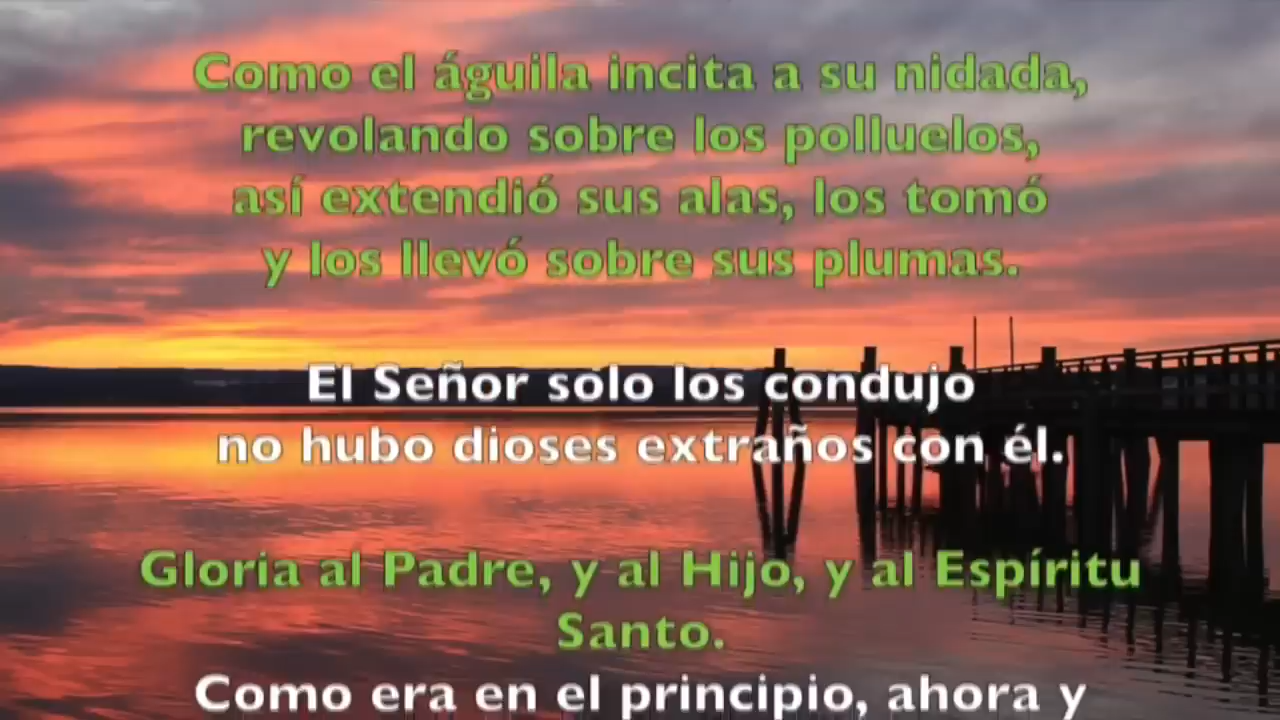 Como el águila incita a su nidada,
revolando sobre los polluelos,
así extendió sus alas, los tomó
y los llevó sobre sus plumas.
El Señor solo los condujo
no hubo dioses extraños con él.
Gloria al Padre, y al Hijo, y al Espíritu
Santo.
Como era en el principio, ahora y